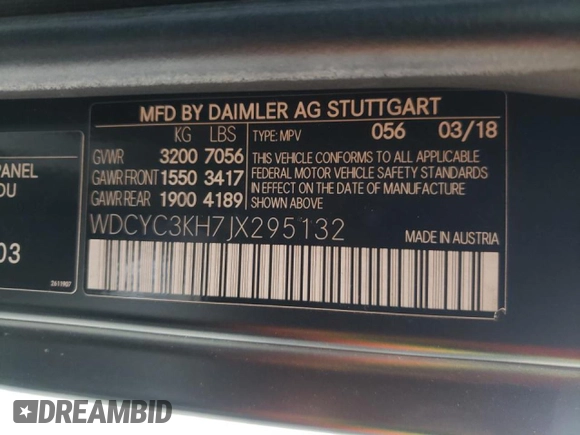 MFD BY DAIMLER AG STUTTGART
KG LBS TYPE: MPV 056 03/18
GVWR 3200 7056
GAWR FRONT 1550 3417
GAWR REAR 1900 4189
THIS VEHICLE CONFORMS TO ALL APPLICABLE
FEDERAL MOTOR VEHICLE SAFETY STANDARDS
IN EFFECT ON THE DATE OF MANUFACTURE
SHOWN ABOVE.
WDCYC3KH7JX295132
MADE IN AUSTRIA
PANEL
DU
03
2611907
DREAMBID